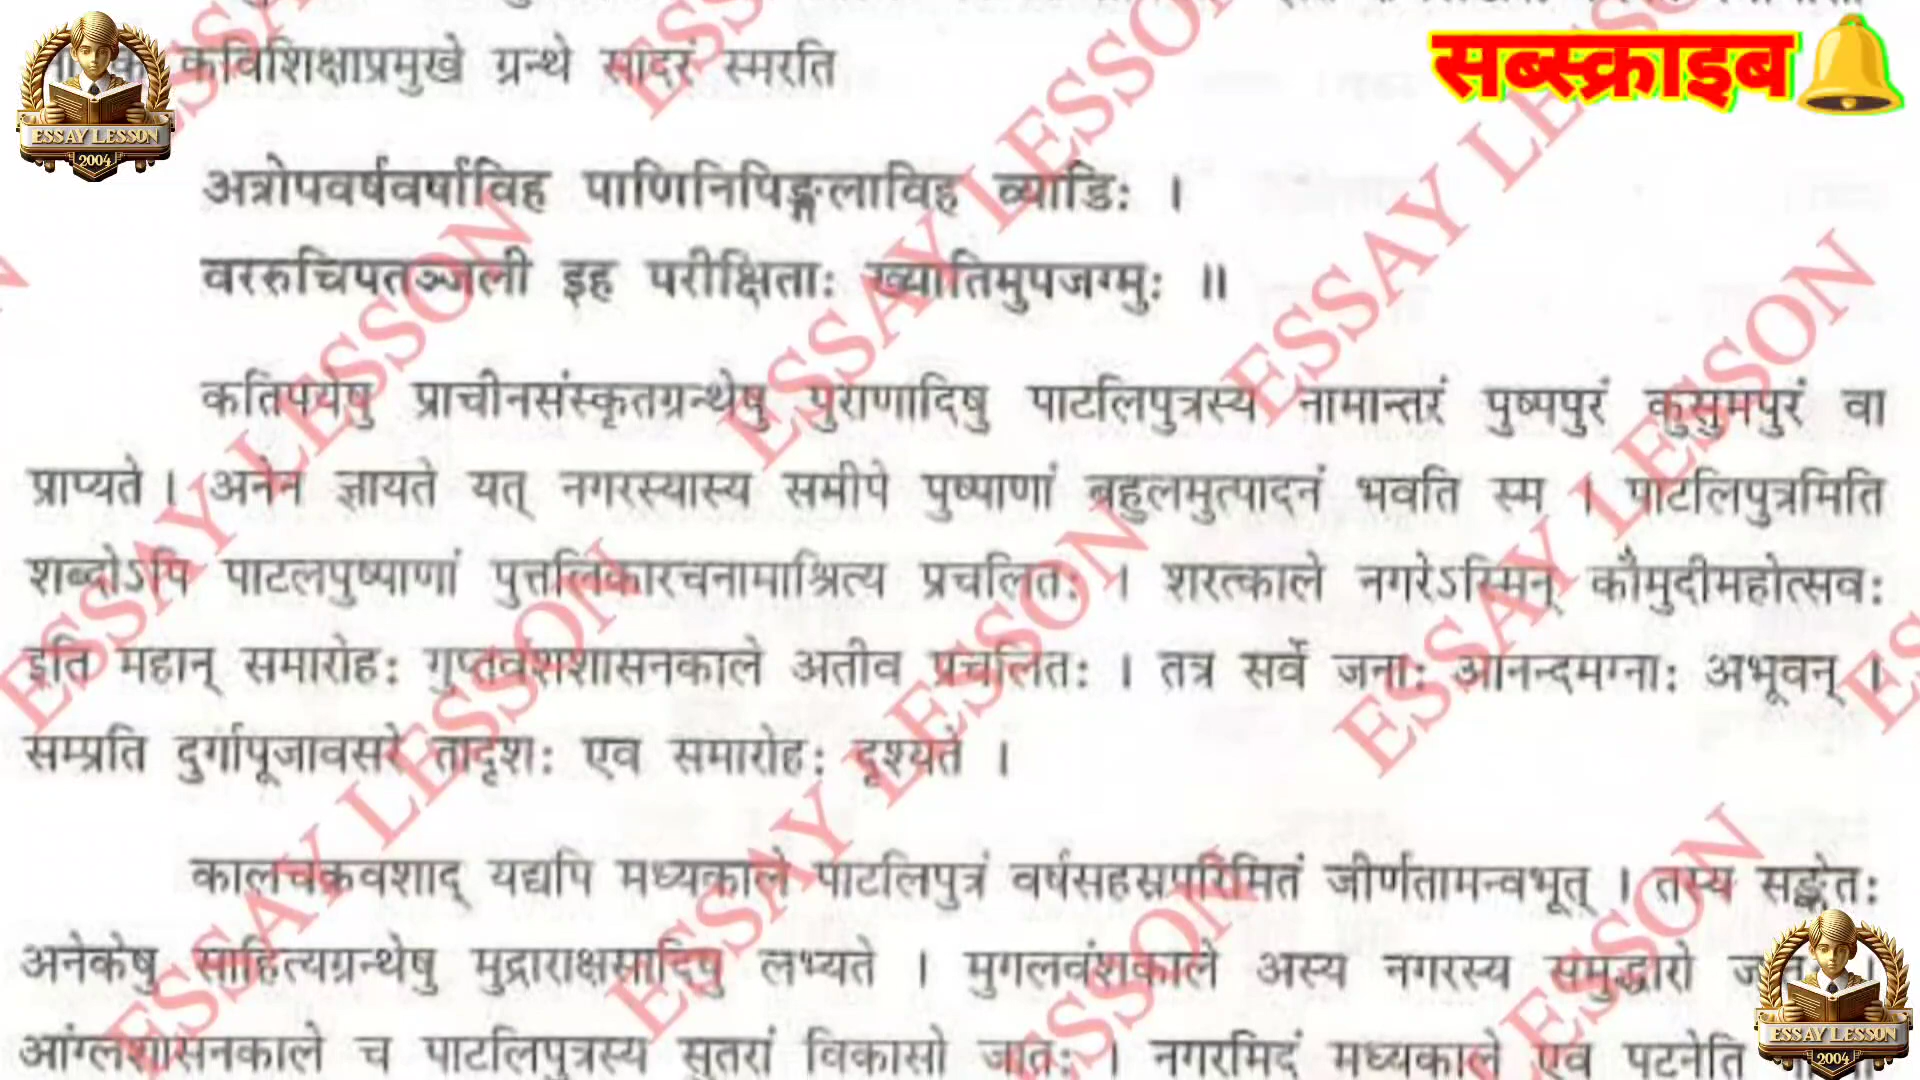 कविशिक्षाप्रमुखे ग्रन्थे सादरं स्मरति
सब्स्क्राइब
ESSAY LESSON
2004
अत्रोपवर्षवर्षाविह पाणिनिपिङ्गलाविह व्याडिः ।
वररुचिपतञ्जली इह परीक्षिताः ख्यातिमुपजग्मुः ॥
कतिपयेषु प्राचीनसंस्कृतग्रन्थेषु पुराणादिषु पाटलिपुत्रस्य नामान्तरं पुष्पपुरं कुसुमपुरं वा
प्राप्यते । अनेन ज्ञायते यत् नगरस्यास्य समीपे पुष्पाणां बहुलमुत्पादनं भवति स्म । पाटलिपुत्रमिति
शब्दोऽपि पाटलपुष्पाणां पुत्तलिकारचनामाश्रित्य प्रचलितः । शरत्काले नगरेऽस्मिन् कौमुदीमहोत्सवः
इति महान् समारोहः गुप्तवंशशासनकाले अतीव प्रचलितः । तत्र सर्वे जनाः आनन्दमग्नाः अभूवन् ।
सम्प्रति दुर्गापूजावसरे तादृशः एव समारोहः दृश्यते ।
कालचक्रवशाद् यद्यपि मध्यकाले पाटलिपुत्रं वर्षसहस्रपरिमितं जीर्णतामन्वभूत् । तस्य सङ्केतः
अनेकेषु साहित्यग्रन्थेषु मुद्राराक्षसादिषु लभ्यते । मुगलवंशकाले अस्य नगरस्य समुद्धारो
आंग्लशासनकाले च पाटलिपुत्रस्य सुतरां विकासो जातः । नगरमिदं मध्यकाले एव पटनेति
ESSAY LESSON
2004
ESSAY LESSON